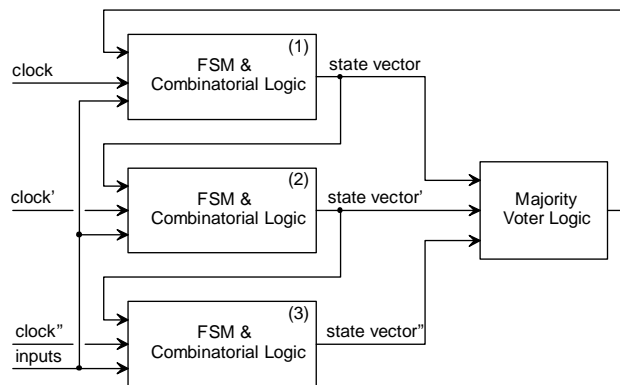 (1)
FSM &
Combinatorial Logic
state vector
clock
(2)
FSM &
Combinatorial Logic
state vector'
clock'
Majority
Voter Logic
(3)
FSM &
Combinatorial Logic
state vector"
clock"
inputs